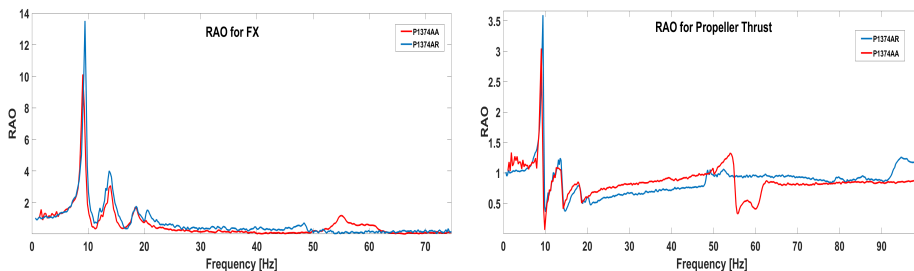 RAO for FX
P1374AA
P1374AR
14
12
10
8
6
4
2
RAO
0 10 20 30 40 50 60 70
Frequency [Hz]
RAO for Propeller Thrust
P1374AR
P1374AA
3.5
3
2.5
2
1.5
1
0.5
RAO
0 10 20 30 40 50 60 70 80 90
Frequency [Hz]